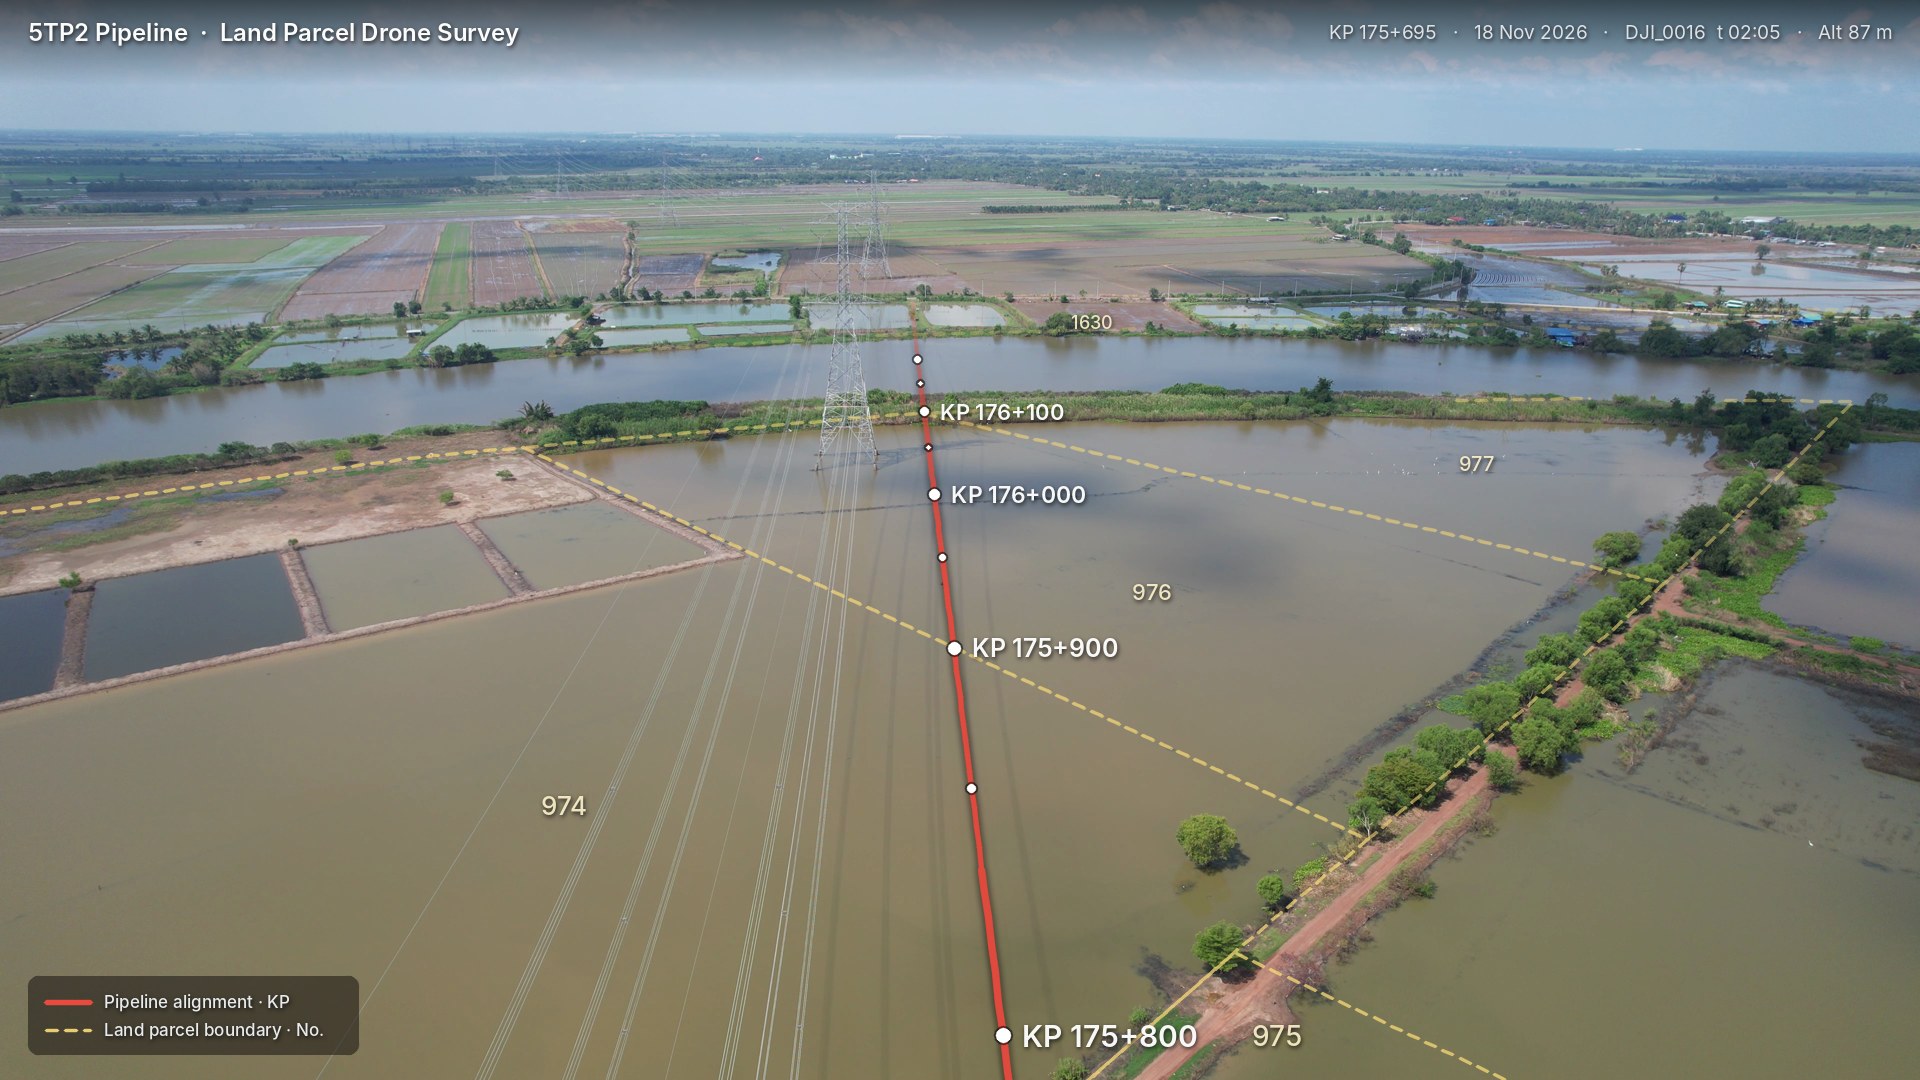 5TP2 Pipeline · Land Parcel Drone Survey
KP 175+695 · 18 Nov 2026 · DJI_0016 t 02:05 · Alt 87 m
1630
KP 176+100
977
KP 176+000
976
KP 175+900
974
KP 175+800
975
Pipeline alignment · KP
Land parcel boundary · No.